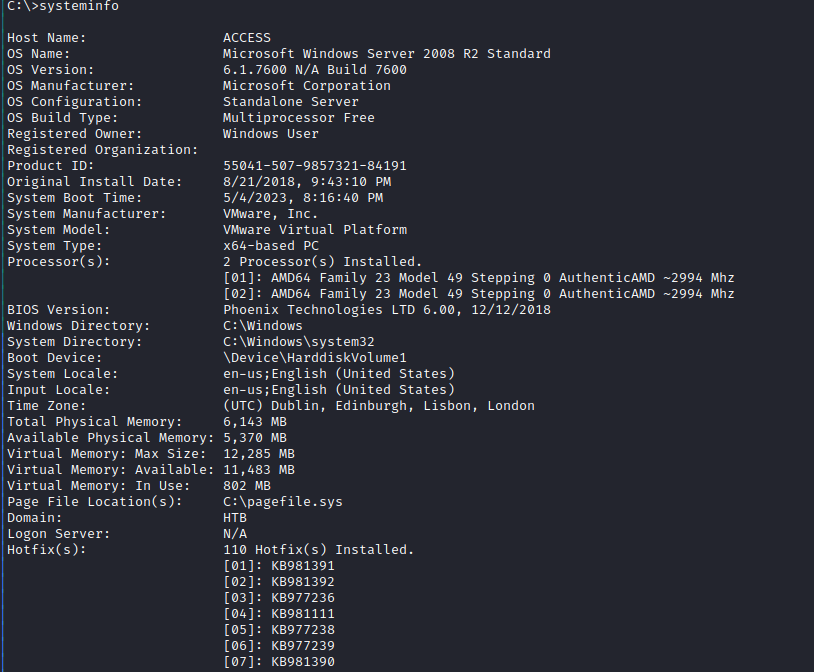 C:\>systeminfo
Host Name:                 ACCESS
OS Name:                   Microsoft Windows Server 2008 R2 Standard
OS Version:                6.1.7600 N/A Build 7600
OS Manufacturer:           Microsoft Corporation
OS Configuration:          Standalone Server
OS Build Type:             Multiprocessor Free
Registered Owner:          Windows User
Registered Organization:
Product ID:                55041-507-9857321-84191
Original Install Date:     8/21/2018, 9:43:10 PM
System Boot Time:          5/4/2023, 8:16:40 PM
System Manufacturer:       VMware, Inc.
System Model:              VMware Virtual Platform
System Type:               x64-based PC
Processor(s):              2 Processor(s) Installed.
                           [01]: AMD64 Family 23 Model 49 Stepping 0 AuthenticAMD ~2994 Mhz
                           [02]: AMD64 Family 23 Model 49 Stepping 0 AuthenticAMD ~2994 Mhz
BIOS Version:              Phoenix Technologies LTD 6.00, 12/12/2018
Windows Directory:         C:\Windows
System Directory:          C:\Windows\system32
Boot Device:               \Device\HarddiskVolume1
System Locale:             en-us;English (United States)
Input Locale:              en-us;English (United States)
Time Zone:                 (UTC) Dublin, Edinburgh, Lisbon, London
Total Physical Memory:     6,143 MB
Available Physical Memory: 5,370 MB
Virtual Memory: Max Size:  12,285 MB
Virtual Memory: Available: 11,483 MB
Virtual Memory: In Use:    802 MB
Page File Location(s):     C:\pagefile.sys
Domain:                    HTB
Logon Server:              N/A
Hotfix(s):                 110 Hotfix(s) Installed.
                           [01]: KB981391
                           [02]: KB981392
                           [03]: KB977236
                           [04]: KB981111
                           [05]: KB977238
                           [06]: KB977239
                           [07]: KB981390